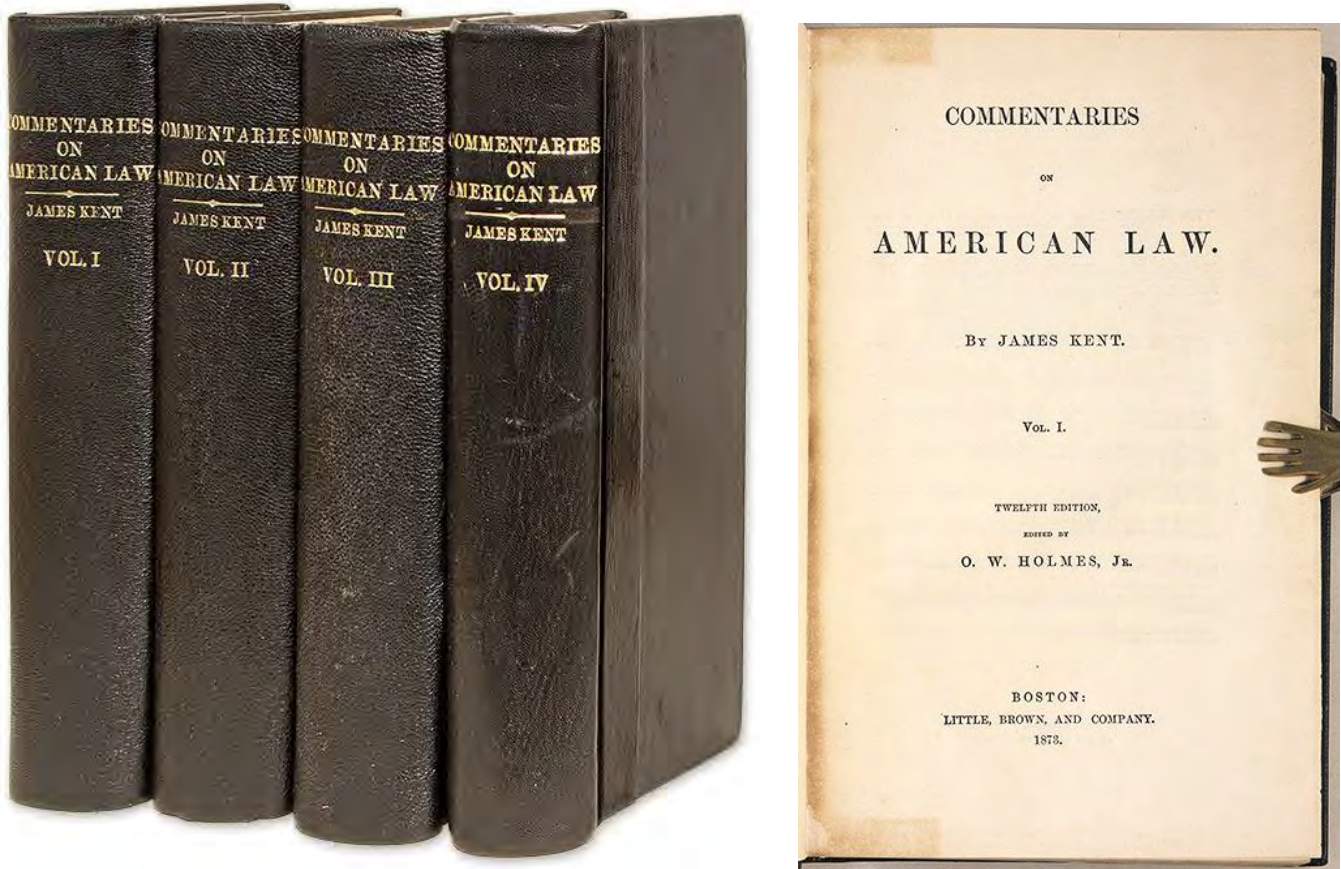 COMMENTARIES
ON
AMERICAN LAW
JAMES KENT
VOL. I
COMMENTARIES
ON
AMERICAN LAW
JAMES KENT
VOL. II
COMMENTARIES
ON
AMERICAN LAW
JAMES KENT
VOL. III
COMMENTARIES
ON
AMERICAN LAW
JAMES KENT
VOL. IV
COMMENTARIES
ON
AMERICAN LAW.
BY JAMES KENT.
VOL. I.
TWELFTH EDITION,
EDITED BY
O. W. HOLMES, JR.
BOSTON:
LITTLE, BROWN, AND COMPANY.
1873.